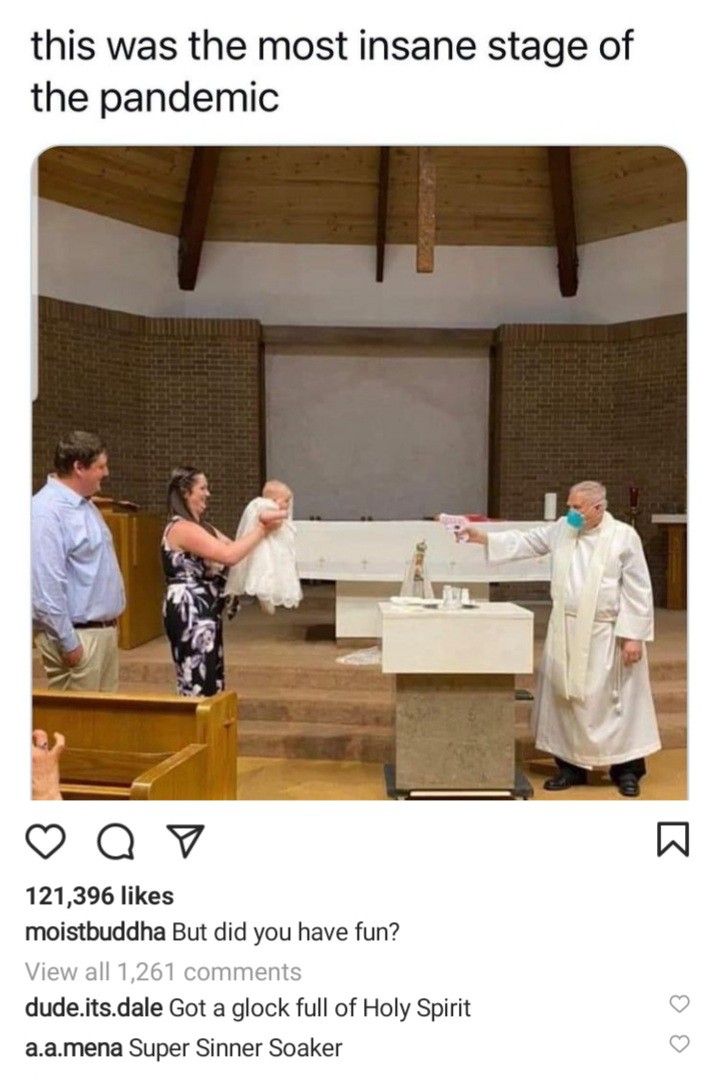 this was the most insane stage of
the pandemic
121,396 likes
moistbuddha But did you have fun?
View all 1,261 comments
dude.its.dale Got a glock full of Holy Spirit
a.a.mena Super Sinner Soaker